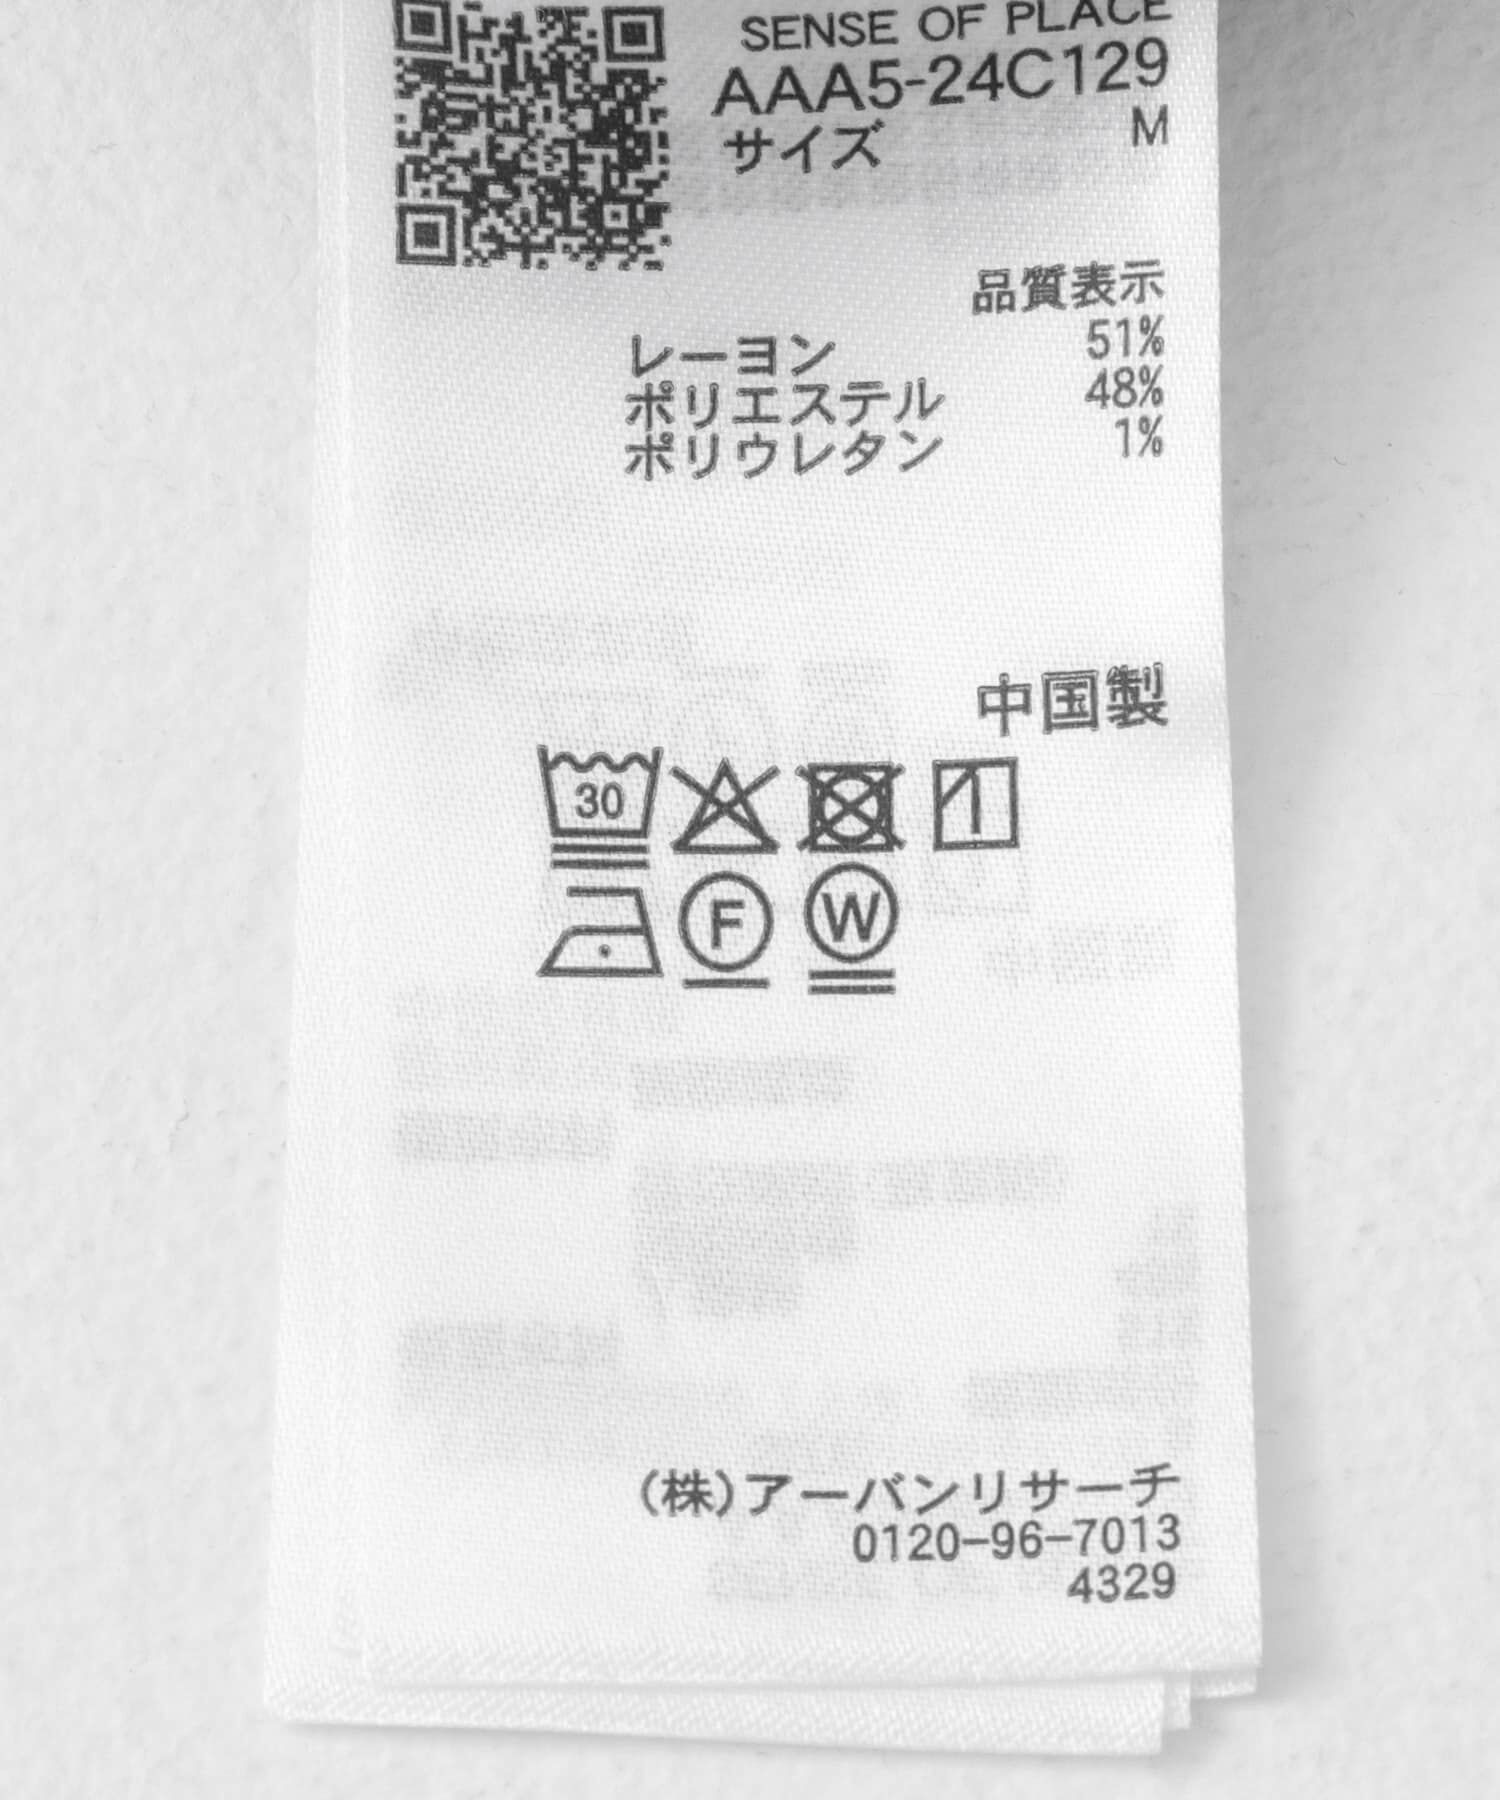 SENSE OF PLACE
AAA5-24C129
サイズ M
品質表示
レーヨン 51%
ポリエステル 48%
ポリウレタン 1%
中国製
30
F W
(株)アーバンリサーチ
0120-96-7013
4329